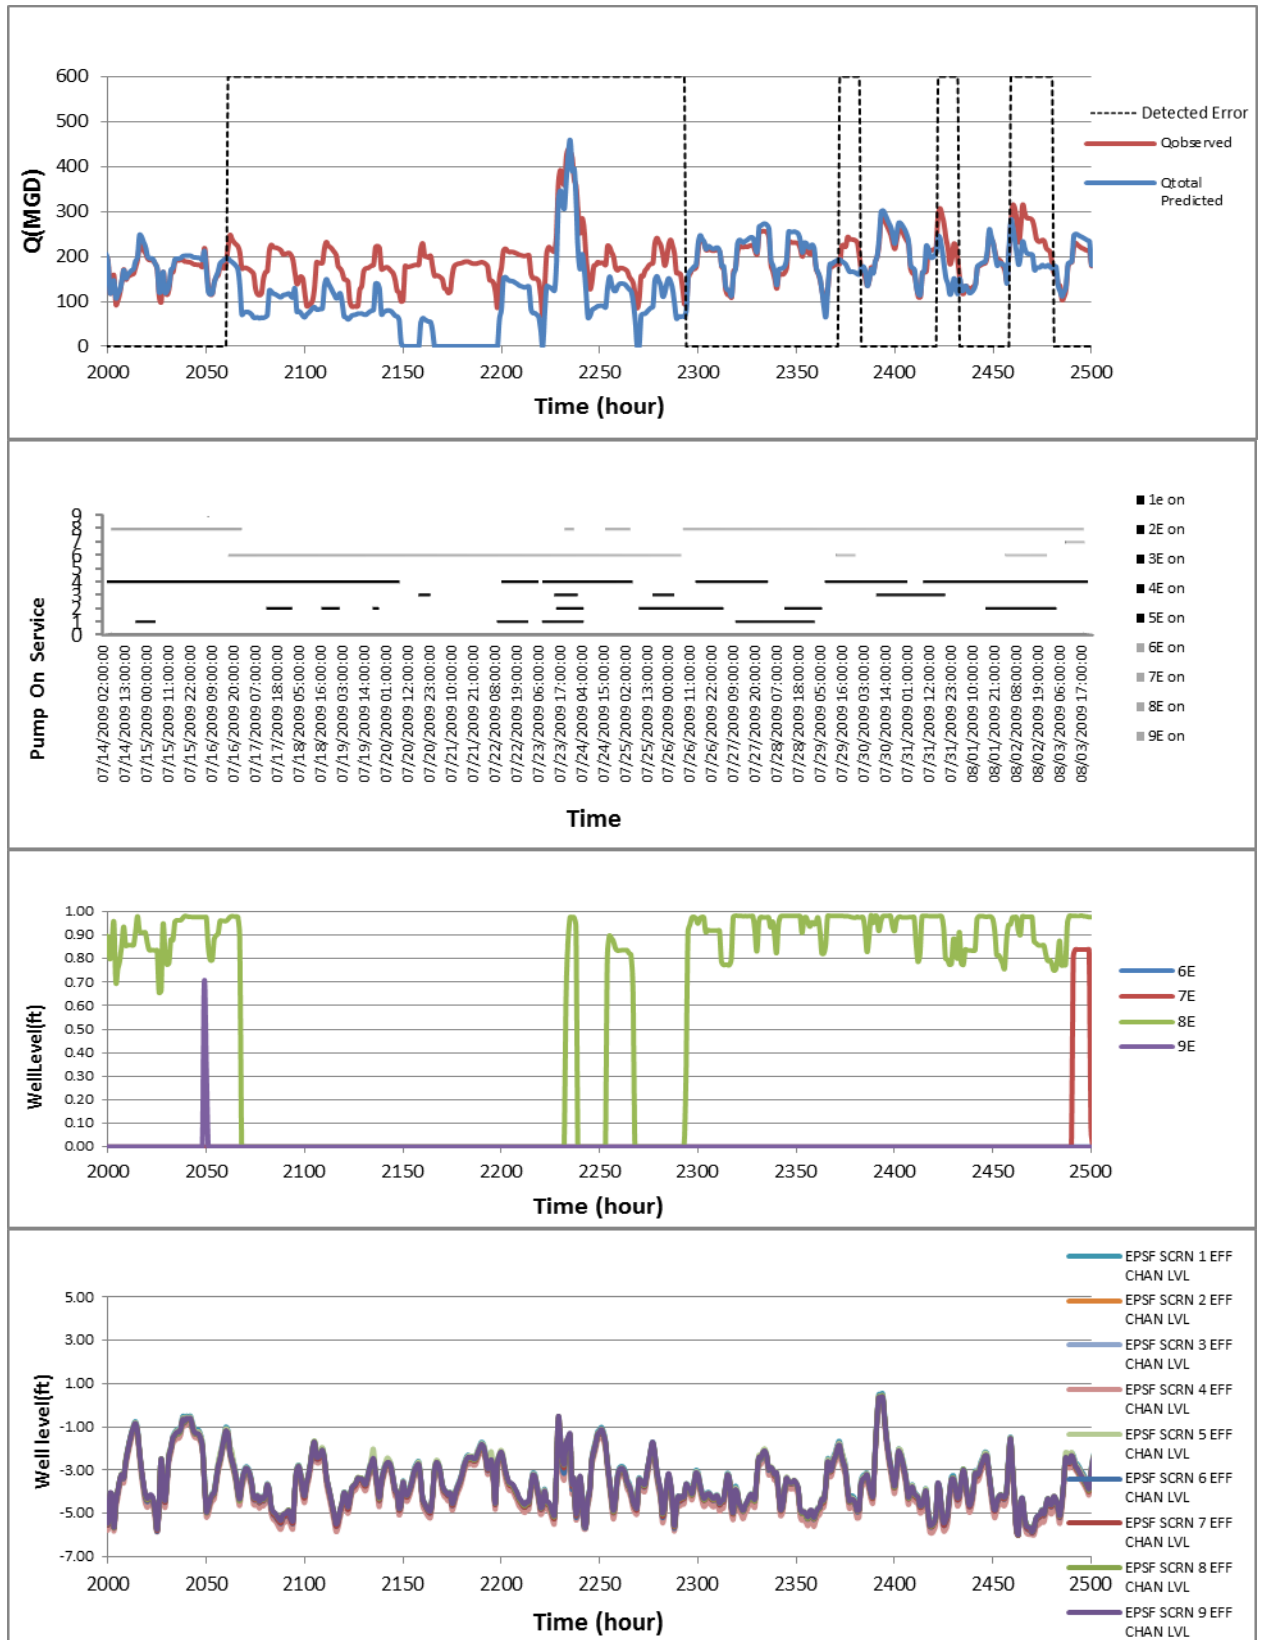 600
500
400
300
200
100
0
Q(MGD)
2000 2050 2100 2150 2200 2250 2300 2350 2400 2450 2500
Time (hour)
Detected Error
Qobserved
Qtotal
Predicted
9
8
7
6
5
4
3
2
1
0
Pump On Service
07/14/2009 02:00:00
07/14/2009 13:00:00
07/15/2009 00:00:00
07/15/2009 11:00:00
07/15/2009 22:00:00
07/16/2009 09:00:00
07/16/2009 20:00:00
07/17/2009 07:00:00
07/17/2009 18:00:00
07/18/2009 05:00:00
07/18/2009 16:00:00
07/19/2009 03:00:00
07/19/2009 14:00:00
07/20/2009 01:00:00
07/20/2009 12:00:00
07/20/2009 23:00:00
07/21/2009 10:00:00
07/21/2009 21:00:00
07/22/2009 08:00:00
07/22/2009 19:00:00
07/23/2009 06:00:00
07/23/2009 17:00:00
07/24/2009 04:00:00
07/24/2009 15:00:00
07/25/2009 02:00:00
07/25/2009 13:00:00
07/26/2009 00:00:00
07/26/2009 11:00:00
07/26/2009 22:00:00
07/27/2009 09:00:00
07/27/2009 20:00:00
07/28/2009 07:00:00
07/28/2009 18:00:00
07/29/2009 05:00:00
07/29/2009 16:00:00
07/30/2009 03:00:00
07/30/2009 14:00:00
07/31/2009 01:00:00
07/31/2009 12:00:00
07/31/2009 23:00:00
08/01/2009 10:00:00
08/01/2009 21:00:00
08/02/2009 08:00:00
08/02/2009 19:00:00
08/03/2009 06:00:00
08/03/2009 17:00:00
Time
1e on
2E on
3E on
4E on
5E on
6E on
7E on
8E on
9E on
1.00
0.90
0.80
0.70
0.60
0.50
0.40
0.30
0.20
0.10
0.00
WellLevel(ft)
2000 2050 2100 2150 2200 2250 2300 2350 2400 2450 2500
Time (hour)
6E
7E
8E
9E
5.00
3.00
1.00
-1.00
-3.00
-5.00
-7.00
Well level(ft)
2000 2050 2100 2150 2200 2250 2300 2350 2400 2450 2500
Time (hour)
EPSF SCRN 1 EFF
CHAN LVL
EPSF SCRN 2 EFF
CHAN LVL
EPSF SCRN 3 EFF
CHAN LVL
EPSF SCRN 4 EFF
CHAN LVL
EPSF SCRN 5 EFF
CHAN LVL
EPSF SCRN 6 EFF
CHAN LVL
EPSF SCRN 7 EFF
CHAN LVL
EPSF SCRN 8 EFF
CHAN LVL
EPSF SCRN 9 EFF
CHAN LVL